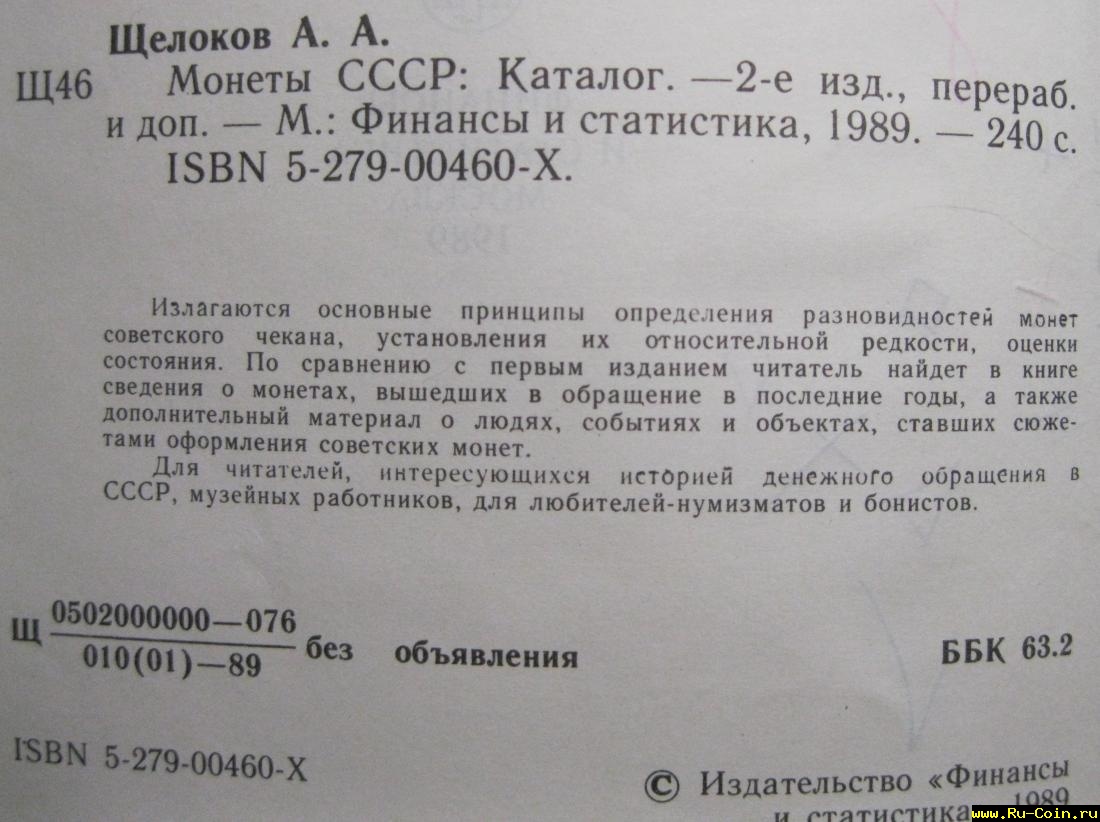 Щелоков А. А.
Щ46 Монеты СССР: Каталог. —2-е изд., перераб.
и доп. — М.: Финансы и статистика, 1989. — 240 с.
ISBN 5-279-00460-X.
Излагаются основные принципы определения разновидностей монет
советского чекана, установления их относительной редкости, оценки
состояния. По сравнению с первым изданием читатель найдет в книге
сведения о монетах, вышедших в обращение в последние годы, а также
дополнительный материал о людях, событиях и объектах, ставших сюже-
тами оформления советских монет.
Для читателей, интересующихся историей денежного обращения в
СССР, музейных работников, для любителей-нумизматов и бонистов.
Щ 0502000000—076
010(01)—89 без объявления
ББК 63.2
ISBN 5-279-00460-X
© Издательство «Финансы
и статистика, 1989
www.Ru-Coin.ru